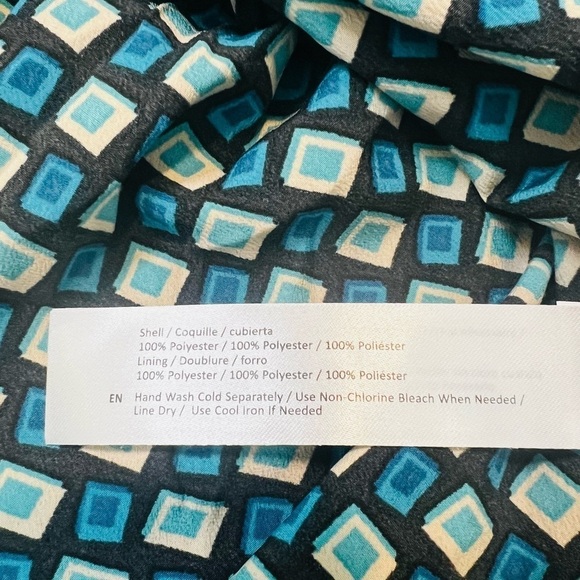 Shell / Coquille / cubierta
100% Polyester / 100% Polyester / 100% Poliéster
Lining / Doublure / forro
100% Polyester / 100% Polyester / 100% Poliéster
EN Hand Wash Cold Separately / Use Non-Chlorine Bleach When Needed /
Line Dry / Use Cool Iron If Needed